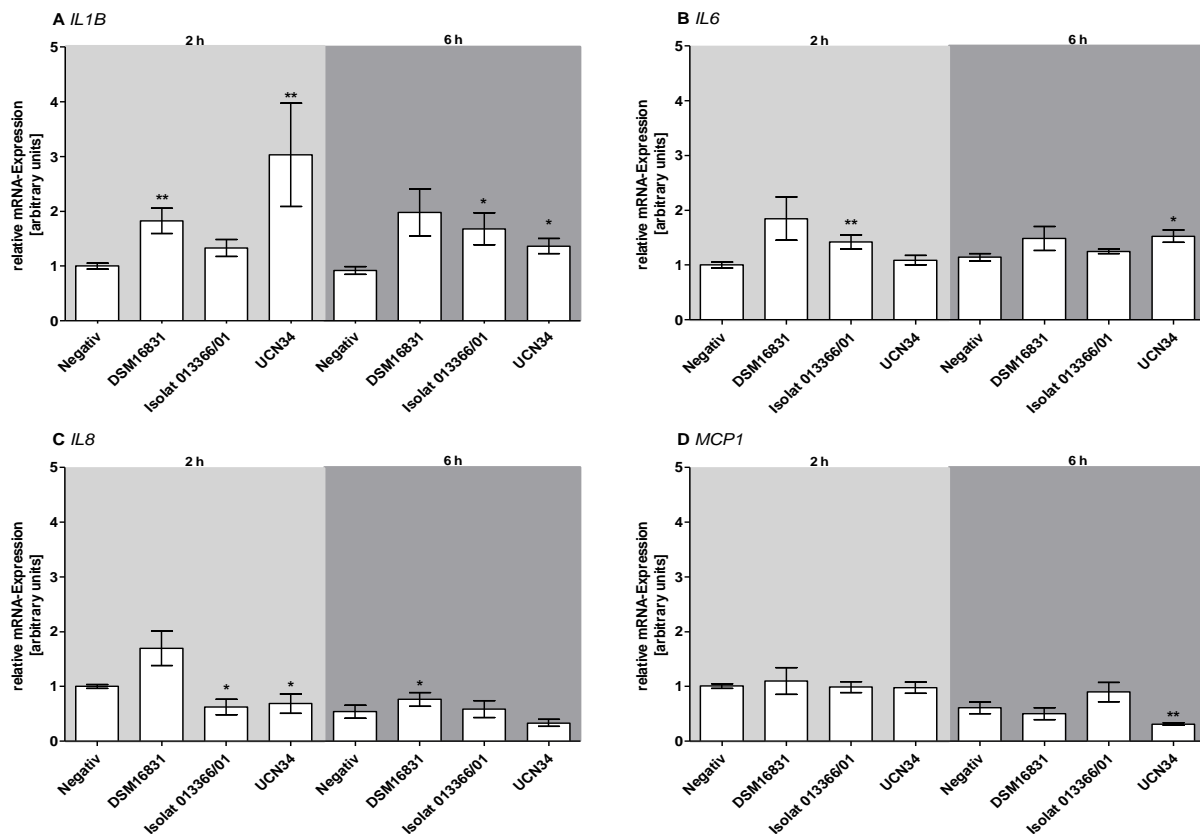 A IL1B
2 h 6 h
relative mRNA-Expression
[arbitrary units]
5
4
3
2
1
0
** ** * *
Negativ DSM16831 Isolat 013366/01 UCN34 Negativ DSM16831 Isolat 013366/01 UCN34
B IL6
2 h 6 h
relative mRNA-Expression
[arbitrary units]
5
4
3
2
1
0
** *
Negativ DSM16831 Isolat 013366/01 UCN34 Negativ DSM16831 Isolat 013366/01 UCN34
C IL8
2 h 6 h
relative mRNA-Expression
[arbitrary units]
5
4
3
2
1
0
* * *
Negativ DSM16831 Isolat 013366/01 UCN34 Negativ DSM16831 Isolat 013366/01 UCN34
D MCP1
2 h 6 h
relative mRNA-Expression
[arbitrary units]
5
4
3
2
1
0
**
Negativ DSM16831 Isolat 013366/01 UCN34 Negativ DSM16831 Isolat 013366/01 UCN34